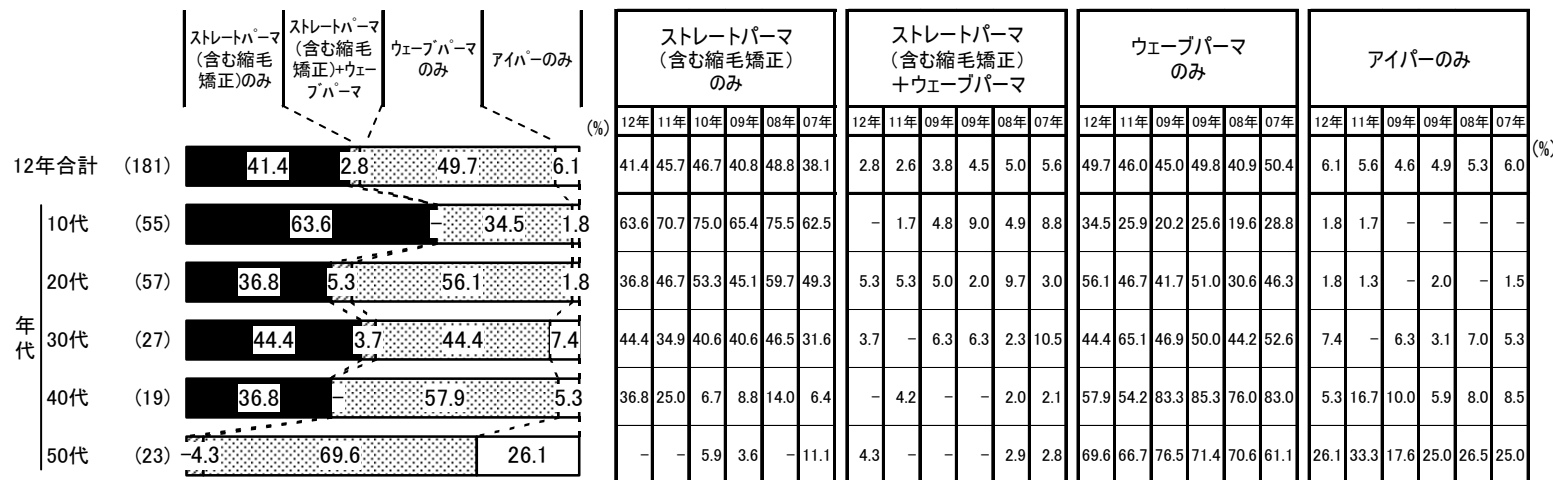 ストレートパーマ
(含む縮毛
矯正)のみ
ストレートパーマ
(含む縮毛
矯正)+ウェー
ブパーマ
ウェーブパーマ
のみ
アイパーのみ
(%)
12年合計 (181) 41.4 2.8 49.7 6.1
年代
10代 (55) 63.6 - 34.5 1.8
20代 (57) 36.8 5.3 56.1 1.8
30代 (27) 44.4 3.7 44.4 7.4
40代 (19) 36.8 - 57.9 5.3
50代 (23) - 4.3 69.6 26.1
ストレートパーマ
(含む縮毛矯正)
のみ
12年 11年 10年 09年 08年 07年
41.4 45.7 46.7 40.8 48.8 38.1
63.6 70.7 75.0 65.4 75.5 62.5
36.8 46.7 53.3 45.1 59.7 49.3
44.4 34.9 40.6 40.6 46.5 31.6
36.8 25.0 6.7 8.8 14.0 6.4
- - 5.9 3.6 - 11.1
ストレートパーマ
(含む縮毛矯正)
+ウェーブパーマ
12年 11年 09年 09年 08年 07年
2.8 2.6 3.8 4.5 5.0 5.6
- 1.7 4.8 9.0 4.9 8.8
5.3 5.3 5.0 2.0 9.7 3.0
3.7 - 6.3 6.3 2.3 10.5
- 4.2 - - 2.0 2.1
4.3 - - - 2.9 2.8
ウェーブパーマ
のみ
12年 11年 09年 09年 08年 07年
49.7 46.0 45.0 49.8 40.9 50.4
34.5 25.9 20.2 25.6 19.6 28.8
56.1 46.7 41.7 51.0 30.6 46.3
44.4 65.1 46.9 50.0 44.2 52.6
57.9 54.2 83.3 85.3 76.0 83.0
69.6 66.7 76.5 71.4 70.6 61.1
アイパーのみ
12年 11年 09年 09年 08年 07年
(%)
6.1 5.6 4.6 4.9 5.3 6.0
1.8 1.7 - - - -
1.8 1.3 - 2.0 - 1.5
7.4 - 6.3 3.1 7.0 5.3
5.3 16.7 10.0 5.9 8.0 8.5
26.1 33.3 17.6 25.0 26.5 25.0